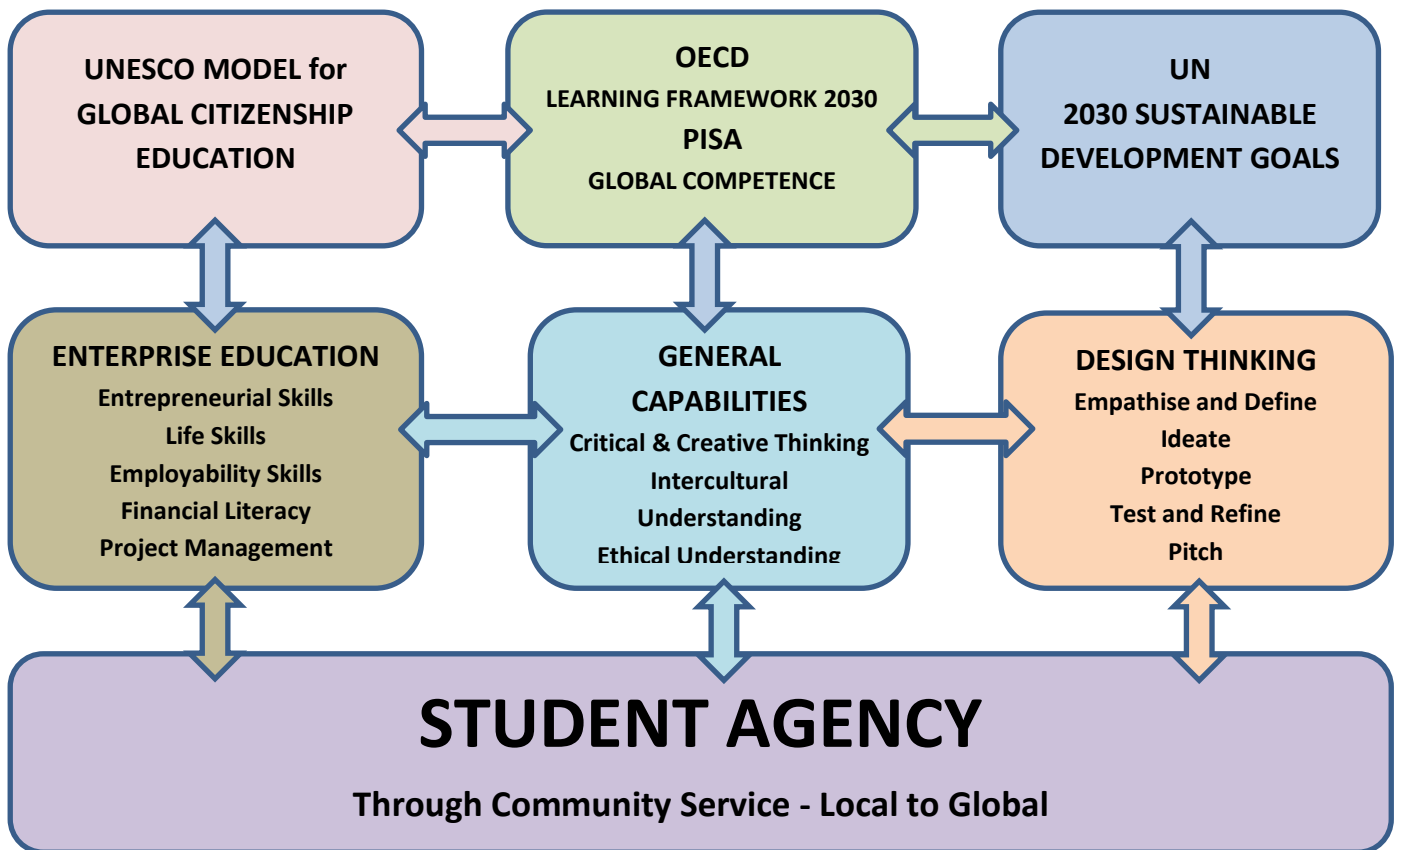 UNESCO MODEL for
GLOBAL CITIZENSHIP
EDUCATION
OECD
LEARNING FRAMEWORK 2030
PISA
GLOBAL COMPETENCE
UN
2030 SUSTAINABLE
DEVELOPMENT GOALS
ENTERPRISE EDUCATION
Entrepreneurial Skills
Life Skills
Employability Skills
Financial Literacy
Project Management
GENERAL
CAPABILITIES
Critical & Creative Thinking
Intercultural
Understanding
Ethical Understanding
DESIGN THINKING
Empathise and Define
Ideate
Prototype
Test and Refine
Pitch
STUDENT AGENCY
Through Community Service - Local to Global